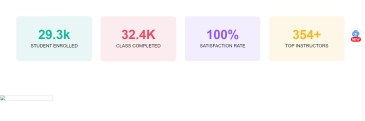 29.3k
STUDENT ENROLLED
32.4K
CLASS COMPLETED
100%
SATISFACTION RATE
354+
TOP INSTRUCTORS